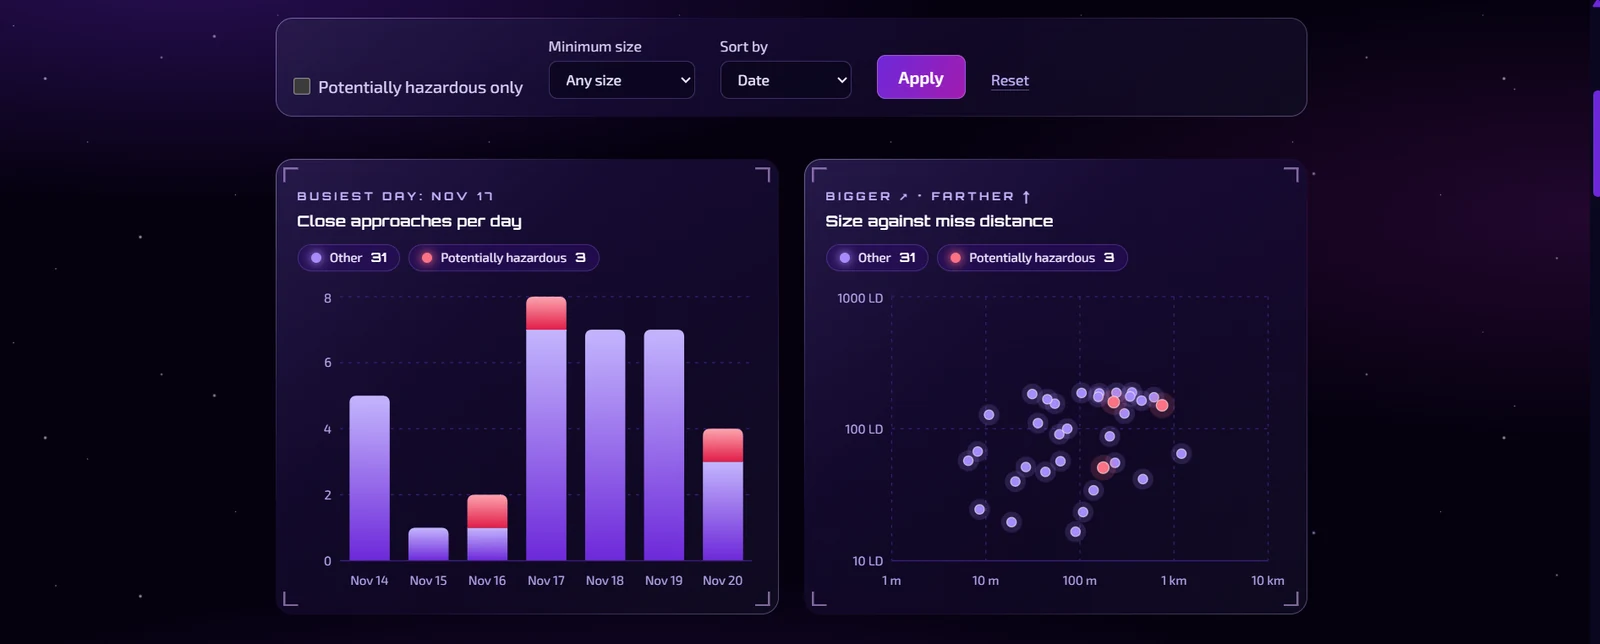 Potentially hazardous only
Minimum size
Any size
Sort by
Date
Apply
Reset
BUSIEST DAY: NOV 17
Close approaches per day
Other 31
Potentially hazardous 3
8
6
4
2
0
Nov 14 Nov 15 Nov 16 Nov 17 Nov 18 Nov 19 Nov 20
BIGGER ↗ · FARTHER ↑
Size against miss distance
Other 31
Potentially hazardous 3
1000 LD
100 LD
10 LD
1 m 10 m 100 m 1 km 10 km